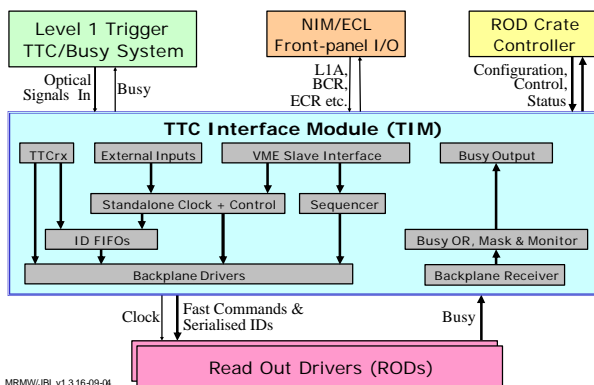 Level 1 Trigger
TTC/Busy System
NIM/ECL
Front-panel I/O
ROD Crate
Controller
Optical
Signals In
Busy
L1A,
BCR,
ECR etc.
Configuration,
Control,
Status
TTC Interface Module (TIM)
TTCrx
External Inputs
VME Slave Interface
Busy Output
Standalone Clock + Control
Sequencer
ID FIFOs
Busy OR, Mask & Monitor
Backplane Drivers
Backplane Receiver
Clock
Fast Commands &
Serialised IDs
Busy
Read Out Drivers (RODs)
MRMW/JBL v1.3 16-09-04